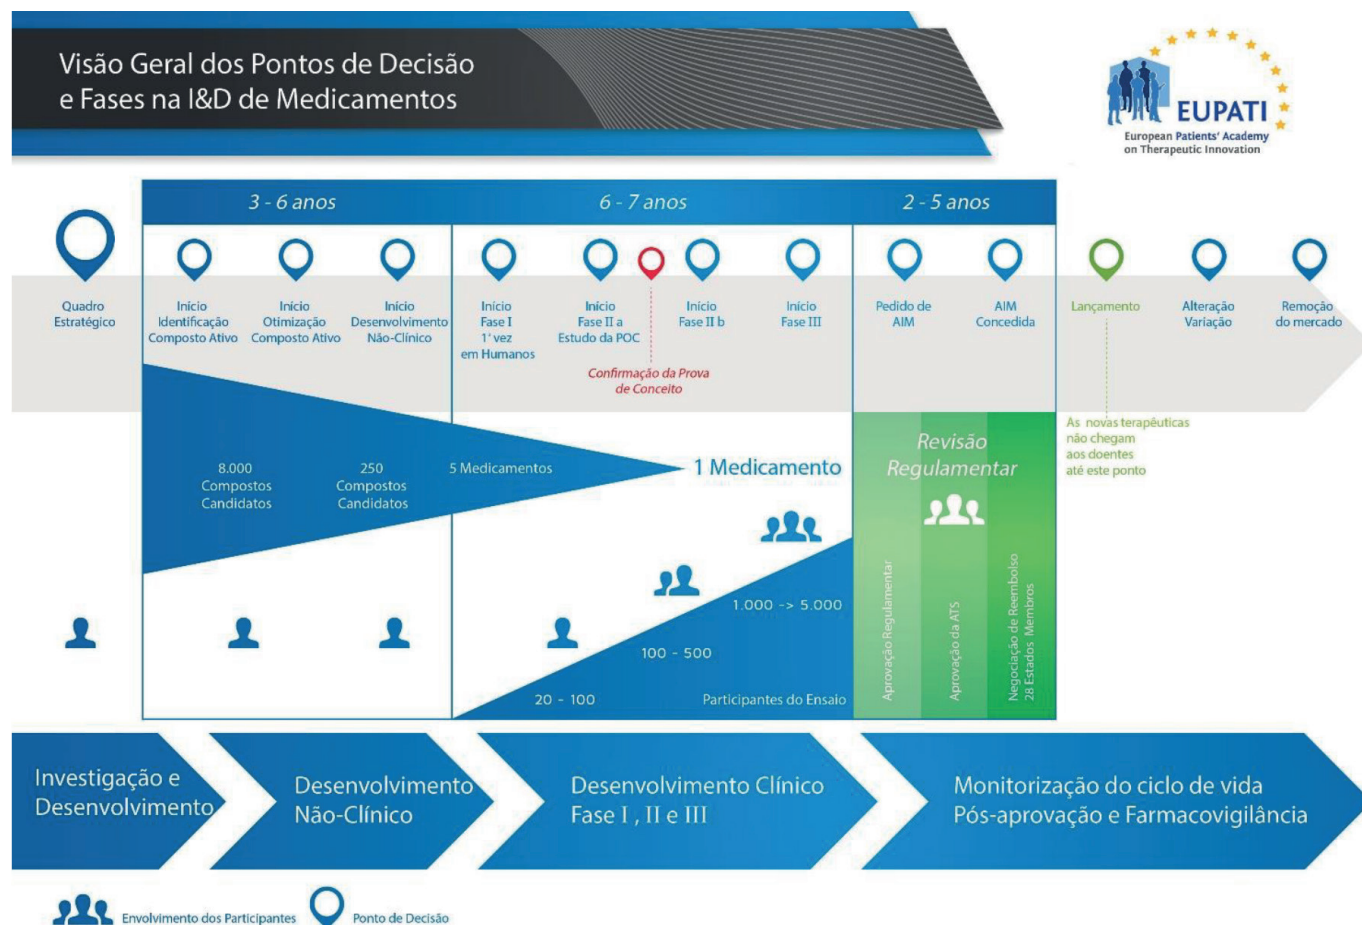 Visão Geral dos Pontos de Decisão
e Fases na I&D de Medicamentos
EUPATI
European Patients' Academy
on Therapeutic Innovation
3 - 6 anos
6 - 7 anos
2 - 5 anos
Quadro
Estratégico
Início
Identificação
Composto Ativo
Início
Otimização
Composto Ativo
Início
Desenvolvimento
Não-Clínico
Início
Fase I
1' vez
em Humanos
Início
Fase II a
Estudo da POC
Confirmação da Prova
de Conceito
Início
Fase II b
Início
Fase III
Pedido de
AIM
AIM
Concedida
Lançamento
Alteração
Variação
Remoção
do mercado
As novas terapêuticas
não chegam
aos doentes
até este ponto
8.000
Compostos
Candidatos
250
Compostos
Candidatos
5 Medicamentos
1 Medicamento
Revisão
Regulamentar
20 - 100
100 - 500
1.000 -> 5.000
Participantes do Ensaio
Aprovação Regulamentar
Aprovação da ATS
Negociação de Reembolso
28 Estados Membros
Investigação e
Desenvolvimento
Desenvolvimento
Não-Clínico
Desenvolvimento Clínico
Fase I , II e III
Monitorização do ciclo de vida
Pós-aprovação e Farmacovigilância
Envolvimento dos Participantes
Ponto de Decisão